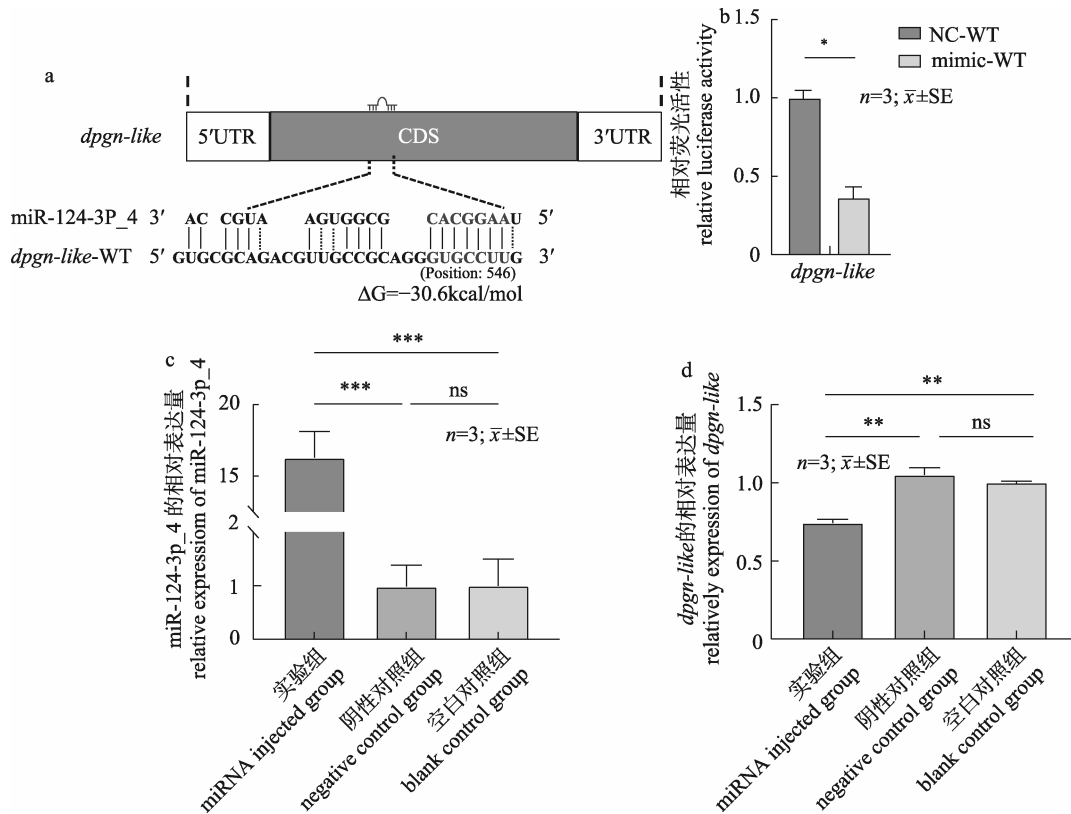 a
dpgn-like
5′UTR
CDS
3′UTR
miR-124-3P_4 3′ AC CGUA AGUGGCG CACGGAAU 5′
dpgn-like-WT 5′ GUGCGCAGACGUUGCCGCAGGGUGCCUUG 3′
(Position: 546)
ΔG=−30.6kcal/mol
b
相对荧光活性
relative luciferase activity
1.5
1.0
0.5
0
*
NC-WT
mimic-WT
n=3; x̅±SE
dpgn-like
c
miR-124-3p_4 的相对表达量
relative expressiom of miR-124-3p_4
20
15
2
1
0
***
***
ns
n=3; x̅±SE
实验组
miRNA injected group
阴性对照组
negative control group
空白对照组
blank control group
d
dpgn-like的相对表达量
relatively expression of dpgn-like
1.5
1.0
0.5
0
**
**
ns
n=3; x̅±SE
实验组
miRNA injected group
阴性对照组
negative control group
空白对照组
blank control group